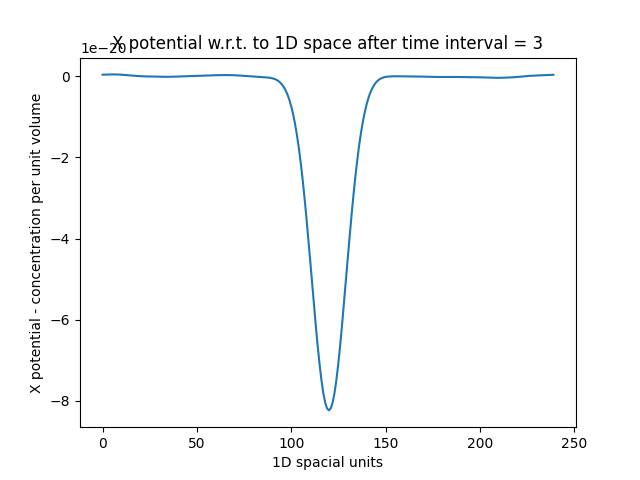 X potential w.r.t. to 1D space after time interval = 3
1e−20
0
−2
−4
−6
−8
X potential - concentration per unit volume
0 50 100 150 200 250
1D spacial units